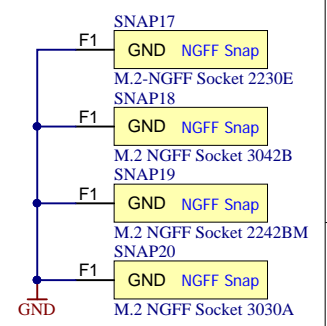 SNAP17
F1 GND NGFF Snap
M.2-NGFF Socket 2230E
SNAP18
F1 GND NGFF Snap
M.2 NGFF Socket 3042B
SNAP19
F1 GND NGFF Snap
M.2 NGFF Socket 2242BM
SNAP20
F1 GND NGFF Snap
GND M.2 NGFF Socket 3030A